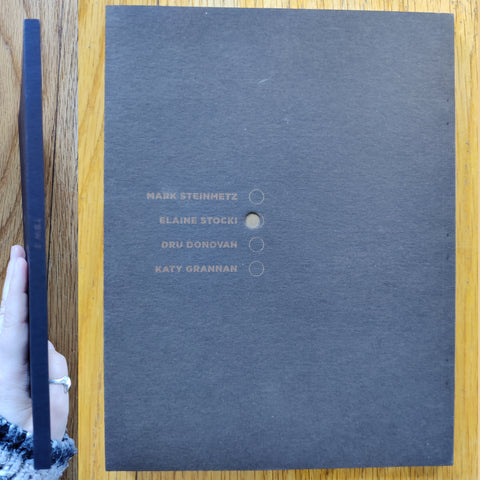 MARK STEINMETZ
ELAINE STOCKI
DRU DONOVAN
KATY GRANNAN